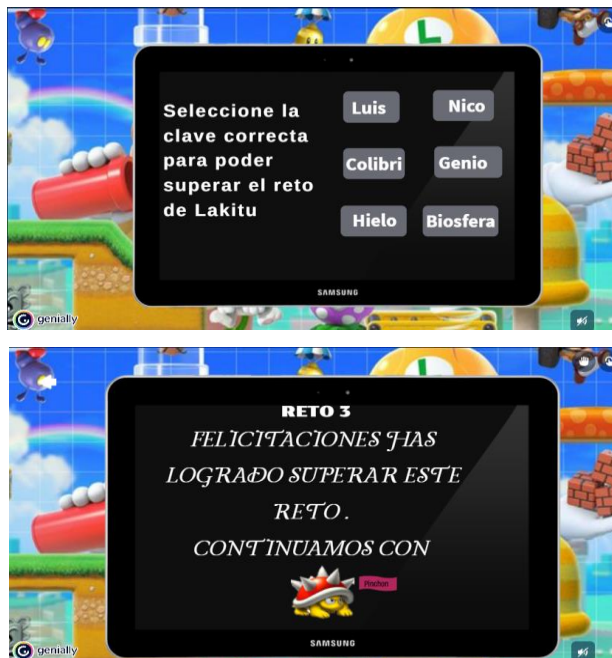 Seleccione la
clave correcta
para poder
superar el reto
de Lakitu
Luis
Nico
Colibri
Genio
Hielo
Biosfera
SAMSUNG
genially
RETO 3
FELICITACIONES HAS
LOGRADO SUPERAR ESTE
RETO.
CONTINUAMOS CON
Pinchon
SAMSUNG
genially